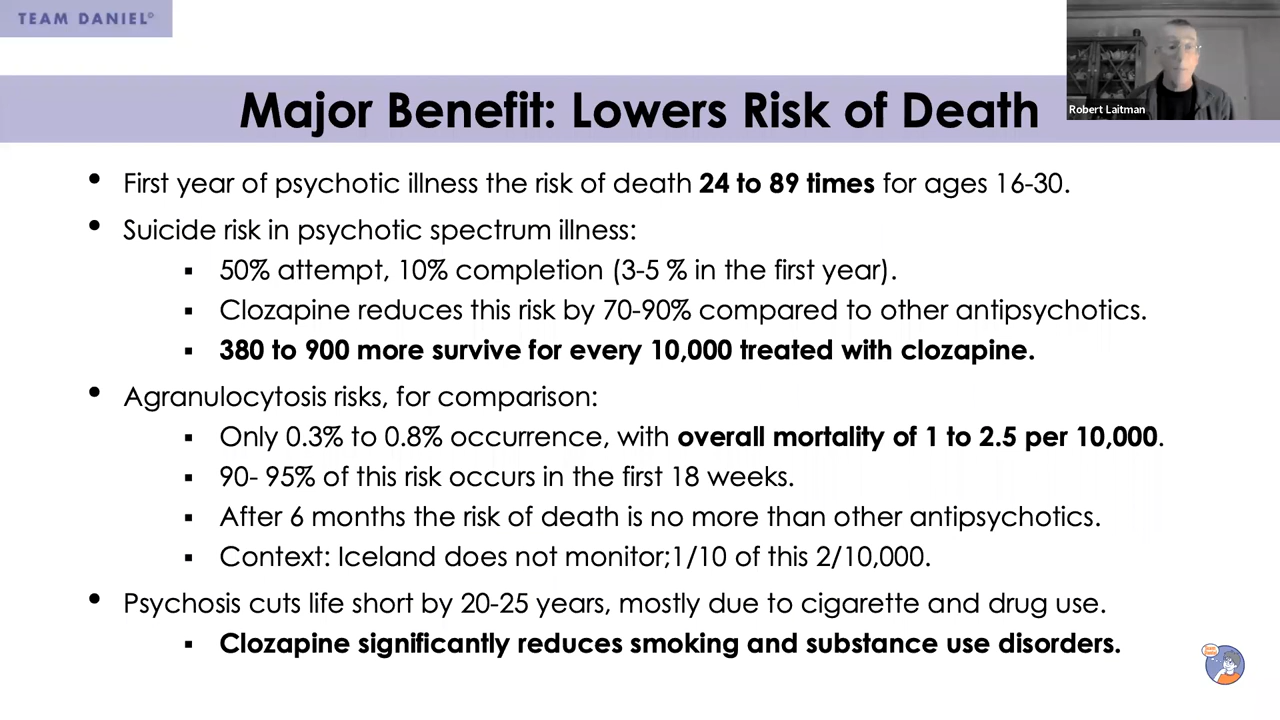 TEAM DANIEL©
Robert Laitman
Major Benefit: Lowers Risk of Death
• First year of psychotic illness the risk of death 24 to 89 times for ages 16-30.
• Suicide risk in psychotic spectrum illness:
▪ 50% attempt, 10% completion (3-5 % in the first year).
▪ Clozapine reduces this risk by 70-90% compared to other antipsychotics.
▪ 380 to 900 more survive for every 10,000 treated with clozapine.
• Agranulocytosis risks, for comparison:
▪ Only 0.3% to 0.8% occurrence, with overall mortality of 1 to 2.5 per 10,000.
▪ 90- 95% of this risk occurs in the first 18 weeks.
▪ After 6 months the risk of death is no more than other antipsychotics.
▪ Context: Iceland does not monitor;1/10 of this 2/10,000.
• Psychosis cuts life short by 20-25 years, mostly due to cigarette and drug use.
▪ Clozapine significantly reduces smoking and substance use disorders.